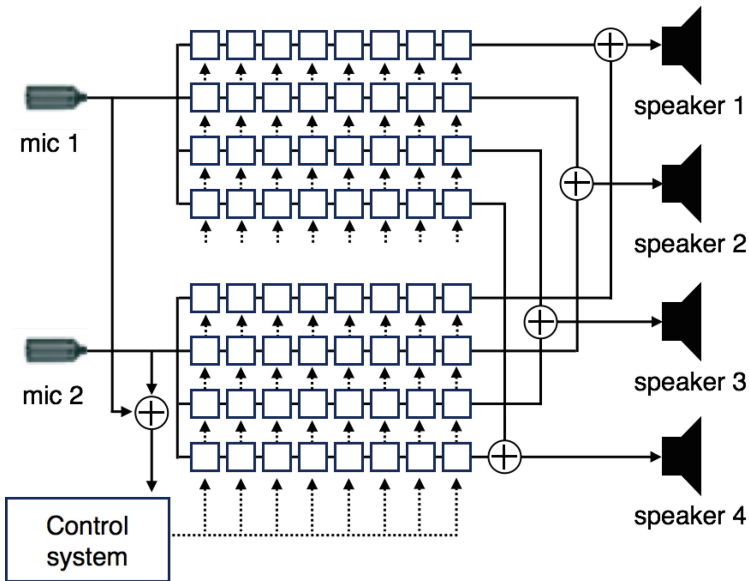 mic 1
speaker 1
speaker 2
mic 2
speaker 3
Control
system
speaker 4